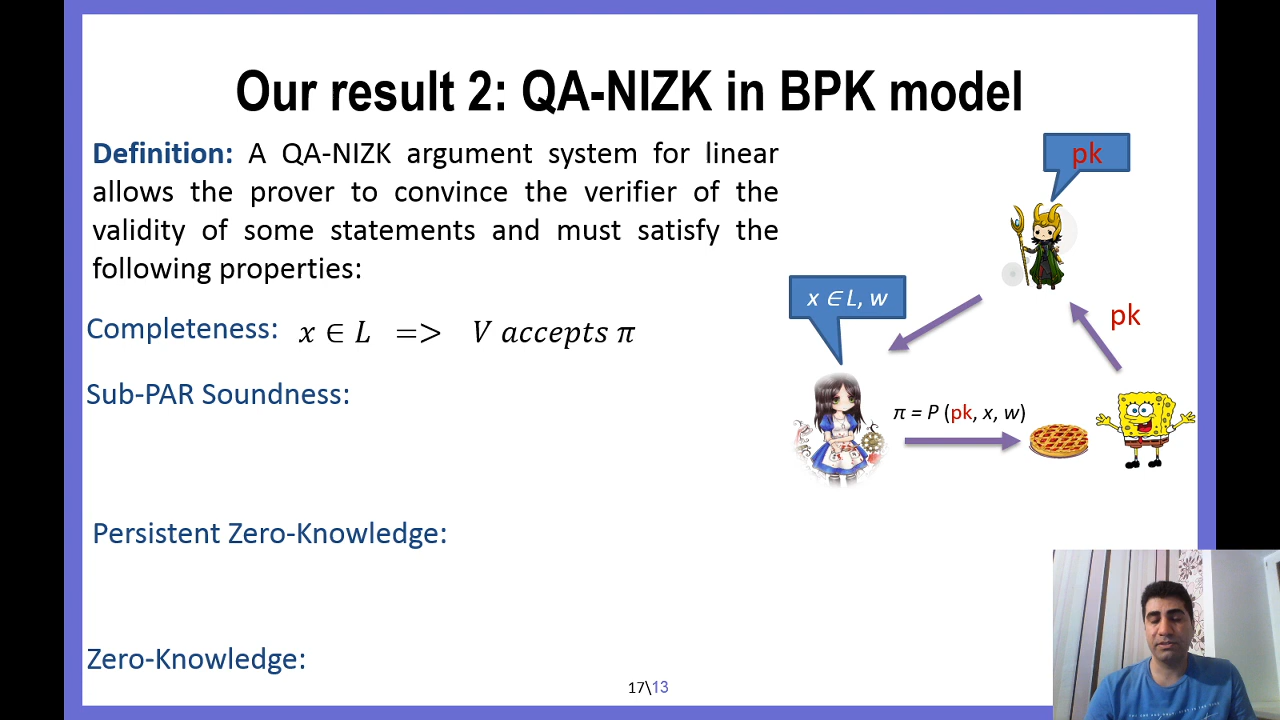 Our result 2: QA-NIZK in BPK model
Definition: A QA-NIZK argument system for linear
allows the prover to convince the verifier of the
validity of some statements and must satisfy the
following properties:
Completeness: x ∈ L => V accepts π
Sub-PAR Soundness:
Persistent Zero-Knowledge:
Zero-Knowledge:
pk
x ∈ L, w
pk
π = P (pk, x, w)
17\13